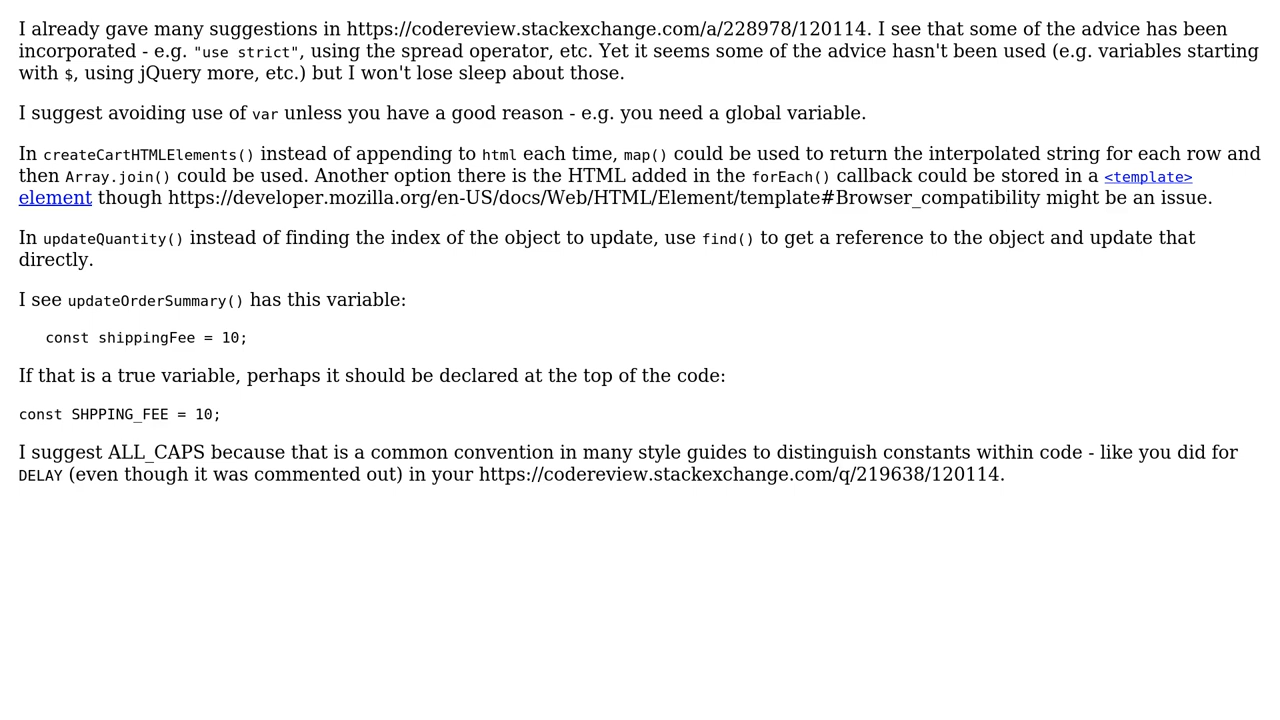 I already gave many suggestions in https://codereview.stackexchange.com/a/228978/120114. I see that some of the advice has been
incorporated - e.g. "use strict", using the spread operator, etc. Yet it seems some of the advice hasn't been used (e.g. variables starting
with $, using jQuery more, etc.) but I won't lose sleep about those.
I suggest avoiding use of var unless you have a good reason - e.g. you need a global variable.
In createCartHTMLElements() instead of appending to html each time, map() could be used to return the interpolated string for each row and
then Array.join() could be used. Another option there is the HTML added in the forEach() callback could be stored in a <template>
element though https://developer.mozilla.org/en-US/docs/Web/HTML/Element/template#Browser_compatibility might be an issue.
In updateQuantity() instead of finding the index of the object to update, use find() to get a reference to the object and update that
directly.
I see updateOrderSummary() has this variable:
const shippingFee = 10;
If that is a true variable, perhaps it should be declared at the top of the code:
const SHPPING_FEE = 10;
I suggest ALL_CAPS because that is a common convention in many style guides to distinguish constants within code - like you did for
DELAY (even though it was commented out) in your https://codereview.stackexchange.com/q/219638/120114.